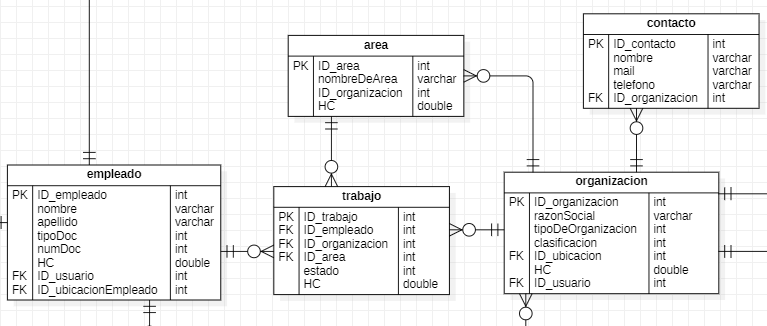 contacto
PK ID_contacto int
nombre varchar
mail varchar
telefono varchar
FK ID_organizacion int
area
PK ID_area int
nombreDeArea varchar
ID_organizacion int
HC double
empleado
PK ID_empleado int
nombre varchar
apellido varchar
tipoDoc int
numDoc int
HC double
FK ID_usuario int
FK ID_ubicacionEmpleado int
trabajo
PK ID_trabajo int
FK ID_empleado int
FK ID_organizacion int
FK ID_area int
estado int
HC double
organizacion
PK ID_organizacion int
razonSocial varchar
tipoDeOrganizacion int
clasificacion int
FK ID_ubicacion int
HC double
FK ID_usuario int